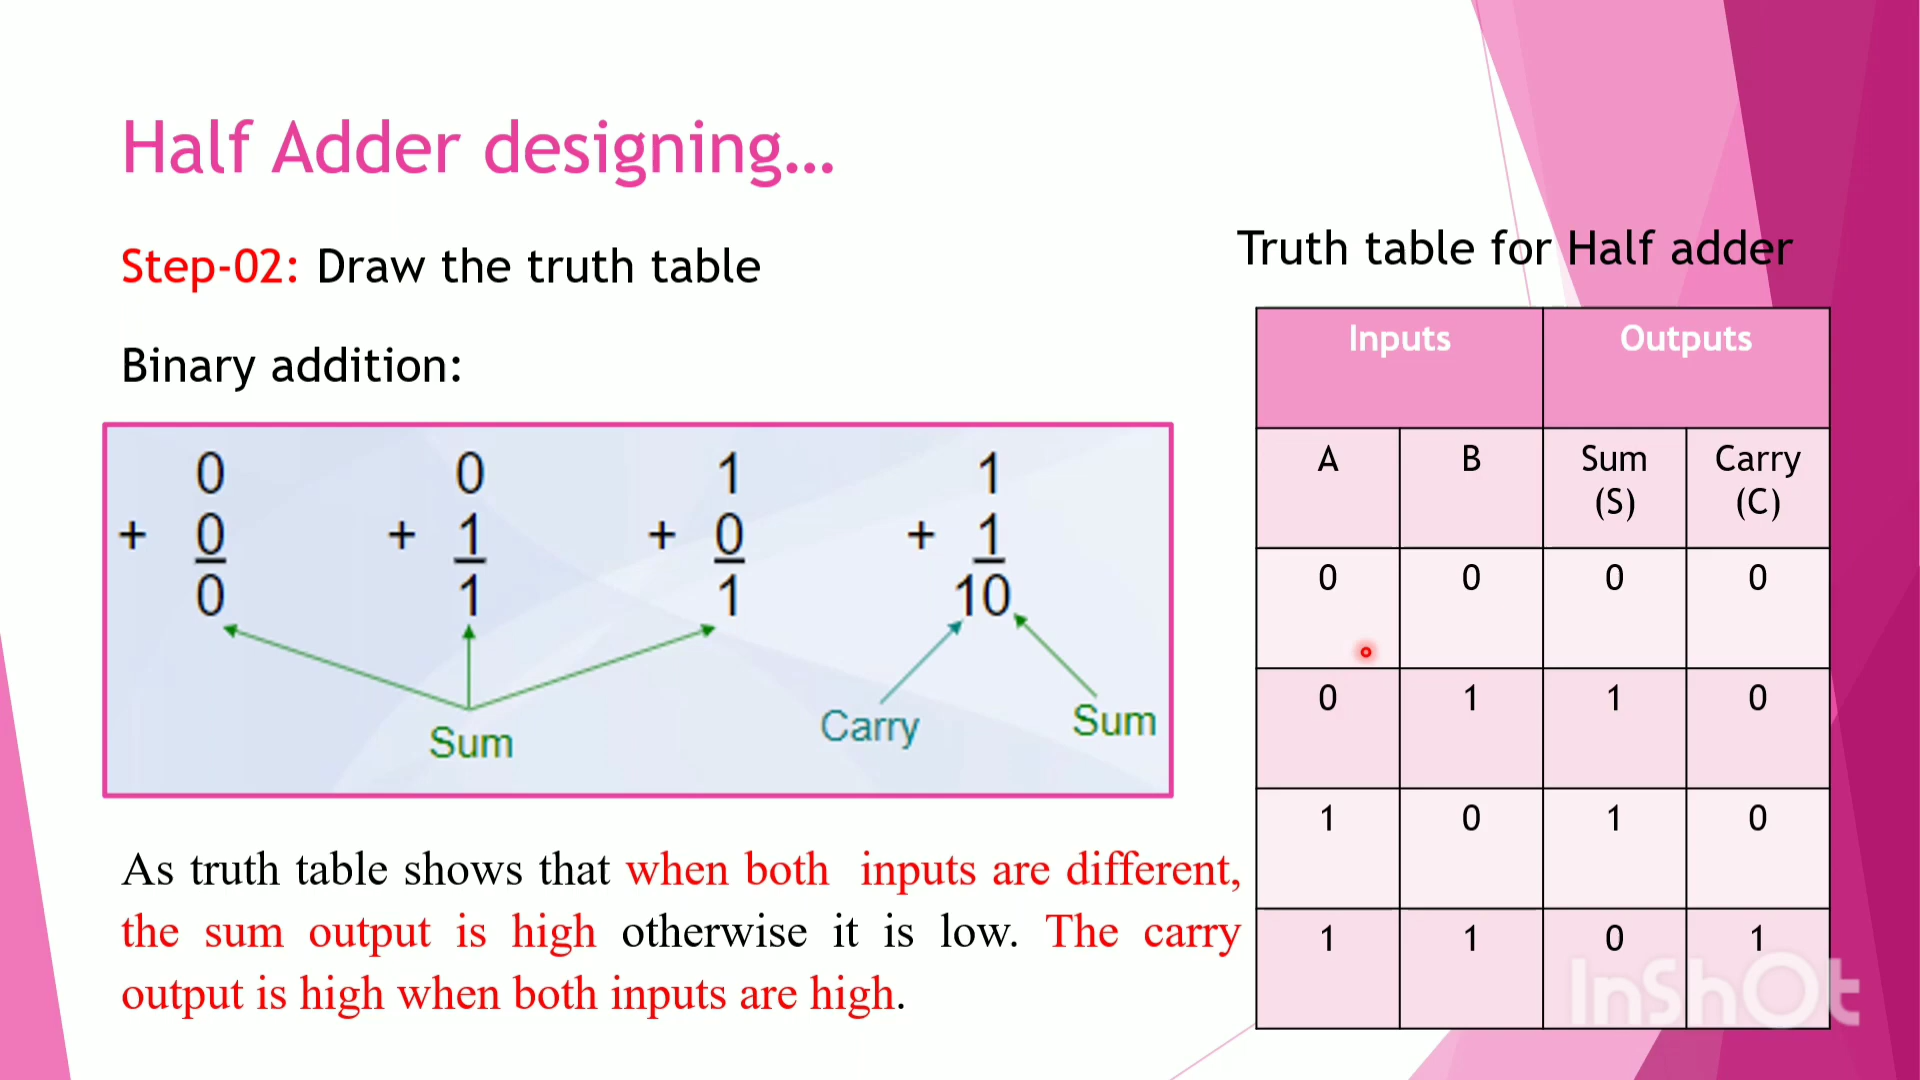 Half Adder designing...
Step-02: Draw the truth table
Binary addition:
0 0 1 1
+ 0 + 1 + 0 + 1
0 1 1 10
Sum Carry Sum
As truth table shows that when both inputs are different,
the sum output is high otherwise it is low. The carry
output is high when both inputs are high.
Truth table for Half adder
Inputs Outputs
A B Sum Carry
(S) (C)
0 0 0 0
0 1 1 0
1 0 1 0
1 1 0 1
InShOt